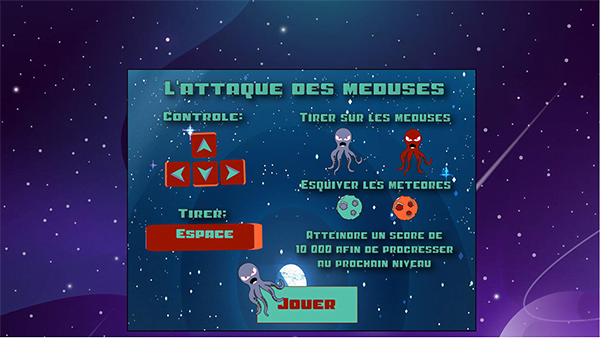 L'ATTAQUE DES MEDUSES
CONTROLE:
TIRER SUR LES MEDUSES
ESQUIVER LES METEORES
TIRER:
ESPACE
ATTEINDRE UN SCORE DE
10 000 AFIN DE PROGRESSER
AU PROCHAIN NIVEAU
JOUER